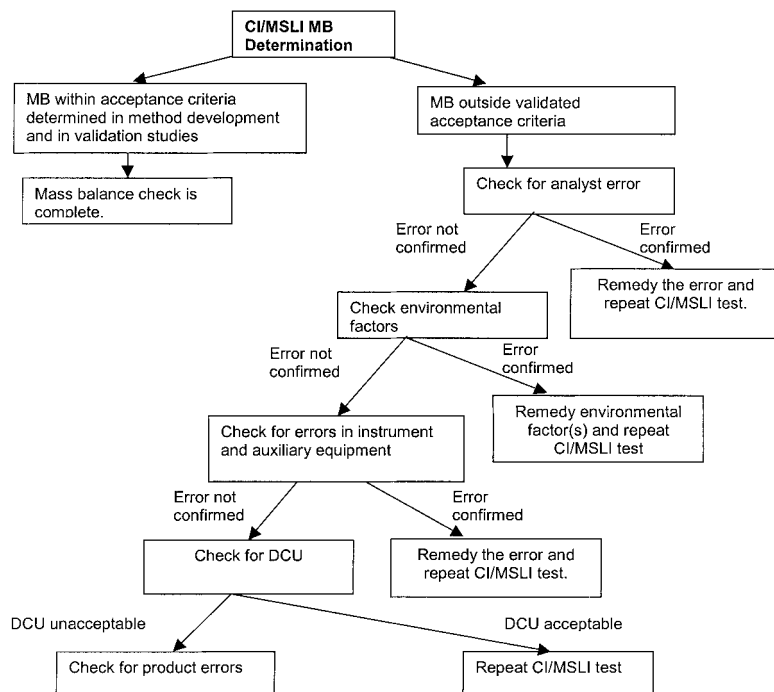 CI/MSLI MB
Determination
MB within acceptance criteria
determined in method development
and in validation studies
MB outside validated
acceptance criteria
Mass balance check is
complete.
Check for analyst error
Error not
confirmed
Error
confirmed
Remedy the error and
repeat CI/MSLI test.
Check environmental
factors
Error not
confirmed
Error
confirmed
Remedy environmental
factor(s) and repeat
CI/MSLI test
Check for errors in instrument
and auxiliary equipment
Error not
confirmed
Error
confirmed
Check for DCU
Remedy the error and
repeat CI/MSLI test.
DCU unacceptable
DCU acceptable
Check for product errors
Repeat CI/MSLI test